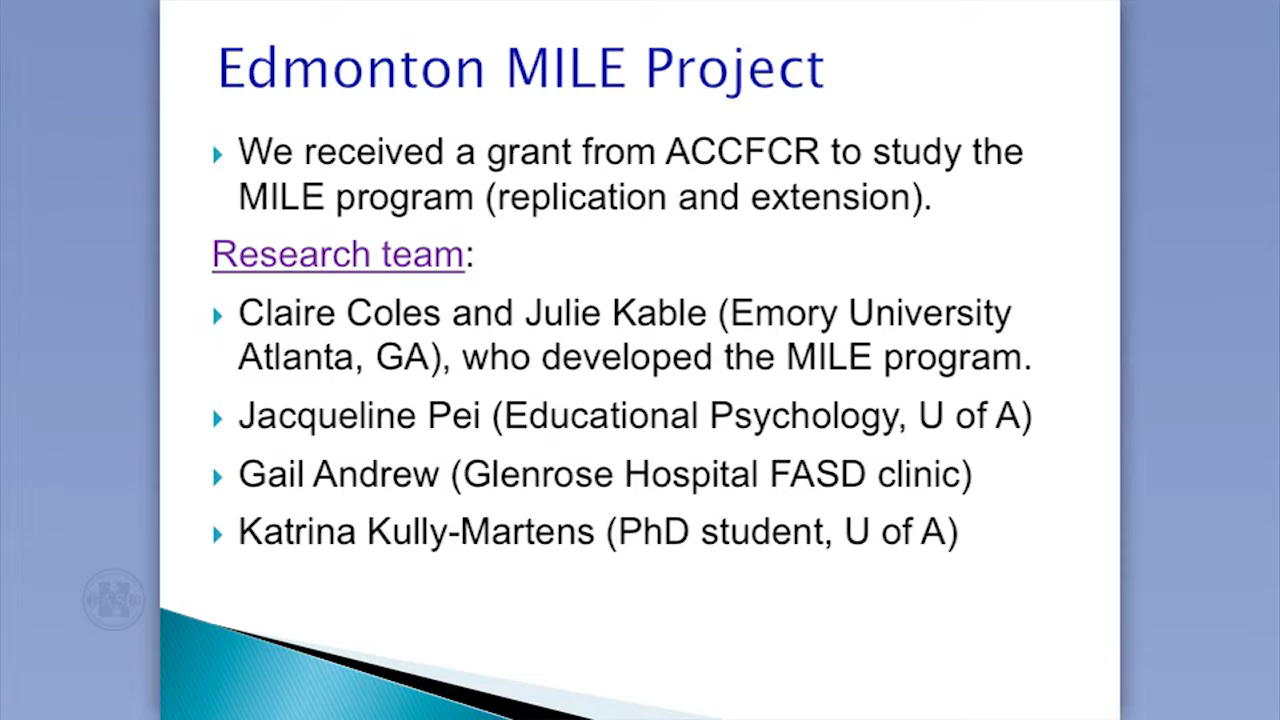 Edmonton MILE Project
We received a grant from ACCFCR to study the
MILE program (replication and extension).
Research team:
Claire Coles and Julie Kable (Emory University
Atlanta, GA), who developed the MILE program.
Jacqueline Pei (Educational Psychology, U of A)
Gail Andrew (Glenrose Hospital FASD clinic)
Katrina Kully-Martens (PhD student, U of A)